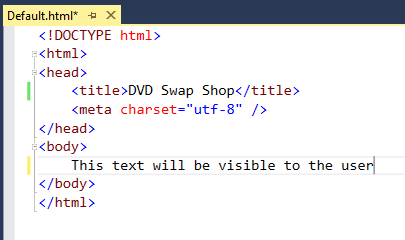 Default.html*
<!DOCTYPE html>
<html>
<head>
    <title>DVD Swap Shop</title>
    <meta charset="utf-8" />
</head>
<body>
    This text will be visible to the user
</body>
</html>